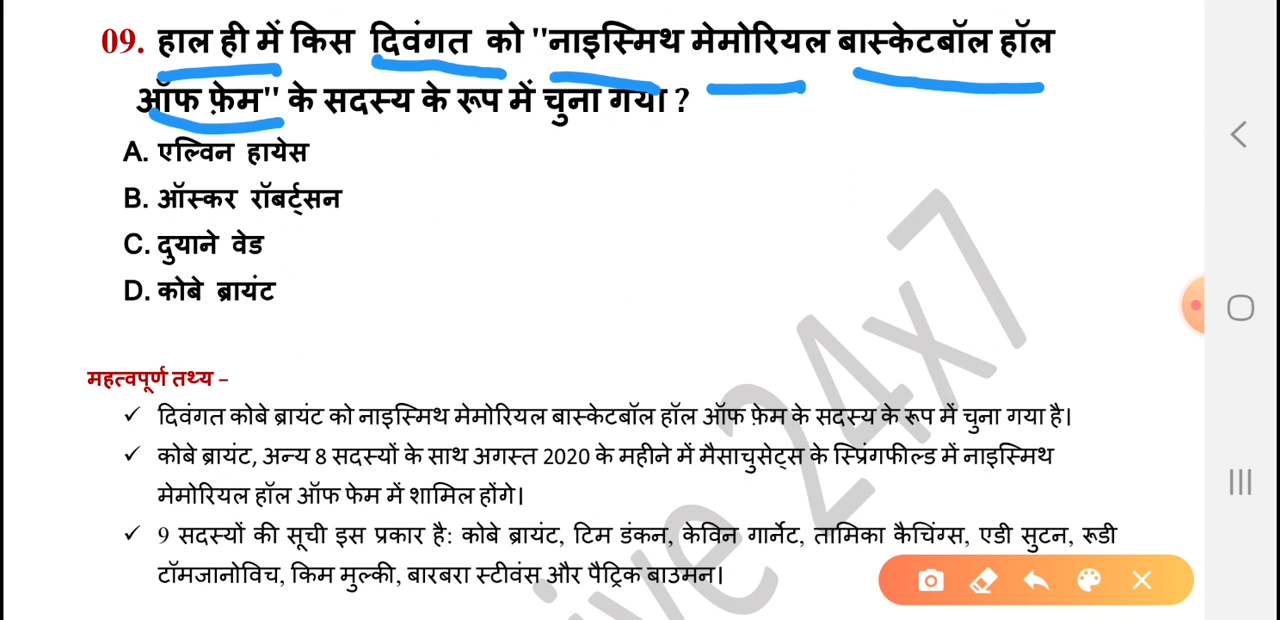 09. हाल ही में किस दिवंगत को "नाइस्मिथ मेमोरियल बास्केटबॉल हॉल
ऑफ फ़ेम" के सदस्य के रूप में चुना गया ?
A. एल्विन हायेस
B. ऑस्कर रॉबर्ट्सन
C. दुयाने वेड
D. कोबे ब्रायंट
महत्वपूर्ण तथ्य –
✓ दिवंगत कोबे ब्रायंट को नाइस्मिथ मेमोरियल बास्केटबॉल हॉल ऑफ फ़ेम के सदस्य के रूप में चुना गया है।
✓ कोबे ब्रायंट, अन्य 8 सदस्यों के साथ अगस्त 2020 के महीने में मैसाचुसेट्स के स्प्रिंगफील्ड में नाइस्मिथ
मेमोरियल हॉल ऑफ फेम में शामिल होंगे।
✓ 9 सदस्यों की सूची इस प्रकार है: कोबे ब्रायंट, टिम डंकन, केविन गार्नेट, तामिका कैचिंग्स, एडी सुटन, रूडी
टॉमजानोविच, किम मुल्की, बारबरा स्टीवंस और पैट्रिक बाउमन।
ive 24x7